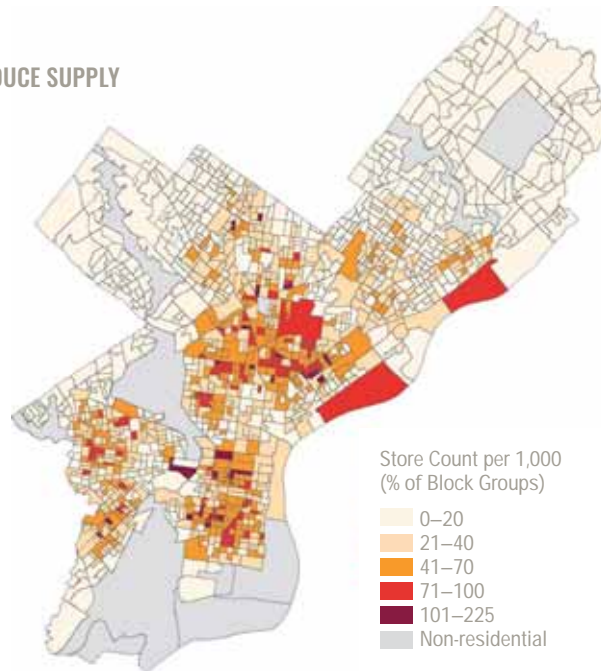 DUCE SUPPLY
Store Count per 1,000
(% of Block Groups)
0–20
21–40
41–70
71–100
101–225
Non-residential